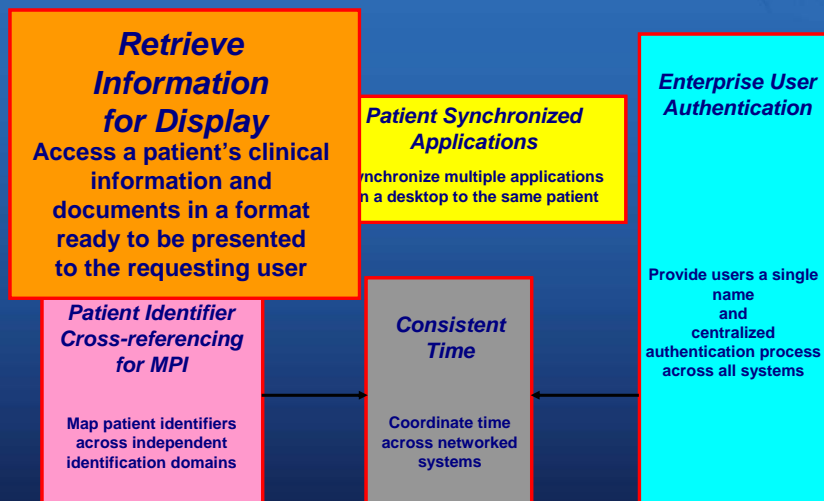 Retrieve
Information
for Display
Access a patient's clinical
information and
documents in a format
ready to be presented
to the requesting user
Patient Synchronized
Applications
ynchronize multiple applications
n a desktop to the same patient
Enterprise User
Authentication
Provide users a single
name
and
centralized
authentication process
across all systems
Patient Identifier
Cross-referencing
for MPI
Map patient identifiers
across independent
identification domains
Consistent
Time
Coordinate time
across networked
systems